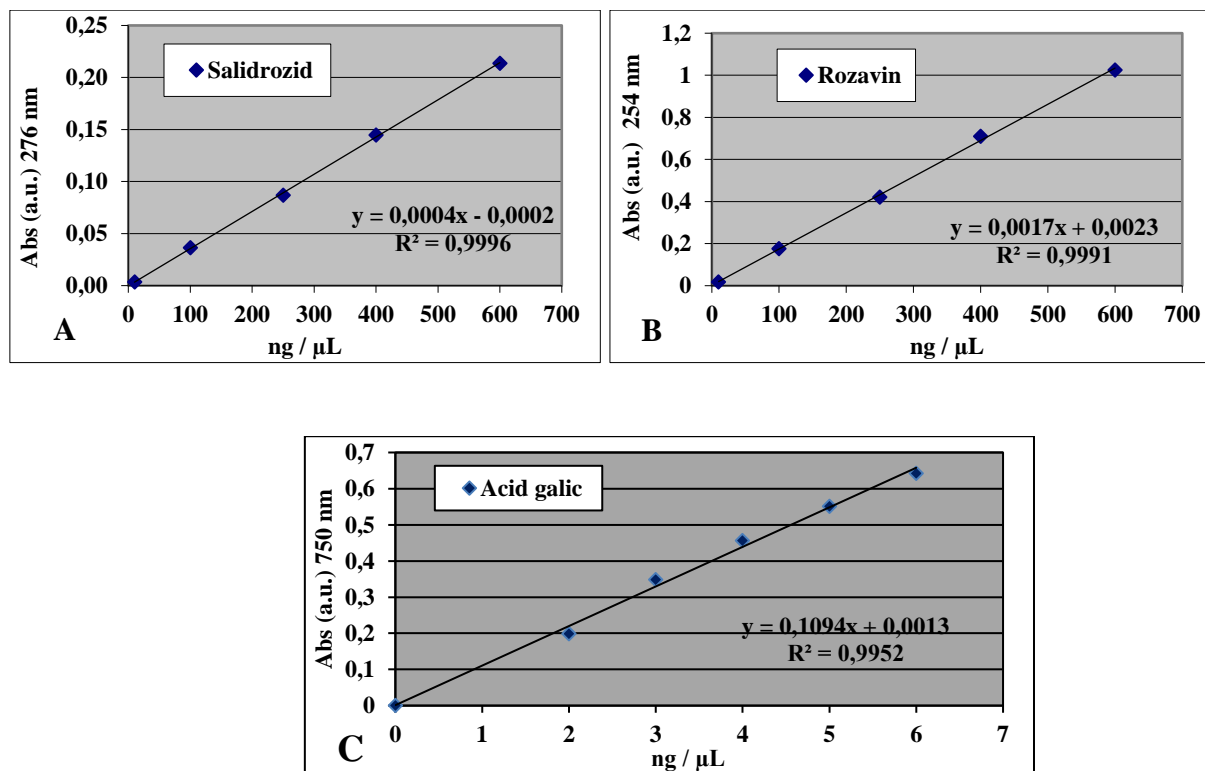 0,25
0,20
0,15
0,10
0,05
0,00
Abs (a.u.) 276 nm
Salidrozid
y = 0,0004x - 0,0002
R² = 0,9996
0 100 200 300 400 500 600 700
A
ng / µL
1,2
1
0,8
0,6
0,4
0,2
0
Abs (a.u.) 254 nm
Rozavin
y = 0,0017x + 0,0023
R² = 0,9991
0 100 200 300 400 500 600 700
B
ng / µL
0,7
0,6
0,5
0,4
0,3
0,2
0,1
0
Abs (a.u.) 750 nm
Acid galic
y = 0,1094x + 0,0013
R² = 0,9952
0 1 2 3 4 5 6 7
C
ng / µL